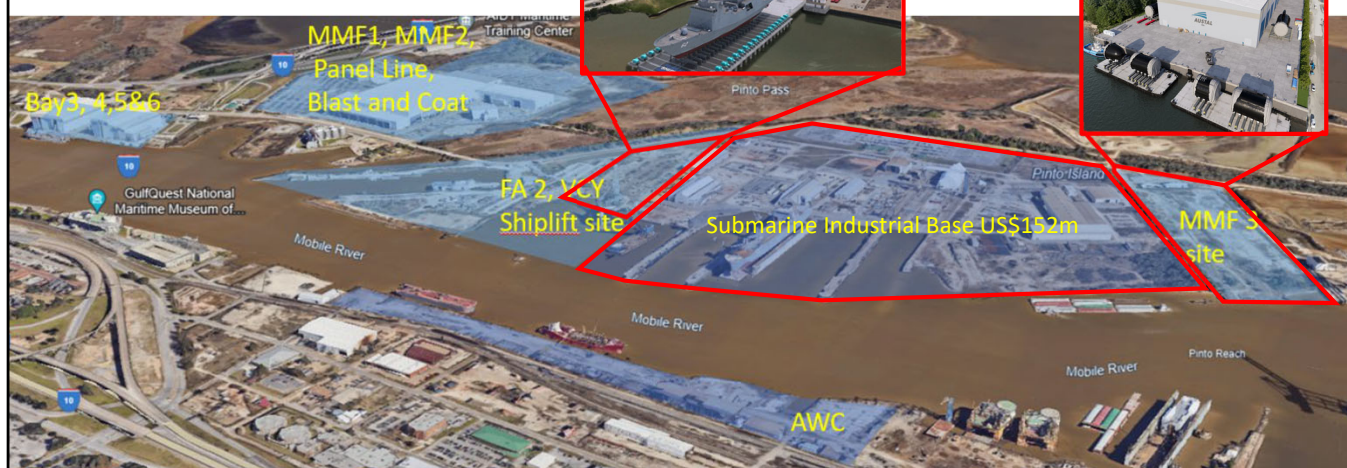 AIDT Maritime
Training Center
MMF1, MMF2,
Panel Line,
Blast and Coat
10
Bay3, 4,5&6
10
10
GulfQuest National
Maritime Museum of...
Pinto Pass
AUSTAL
Pinto Island
FA 2, VCY
Shiplift site
Submarine Industrial Base US$152m
MMF 3
site
Mobile River
Mobile River
Mobile River
Pinto Reach
10
AWC